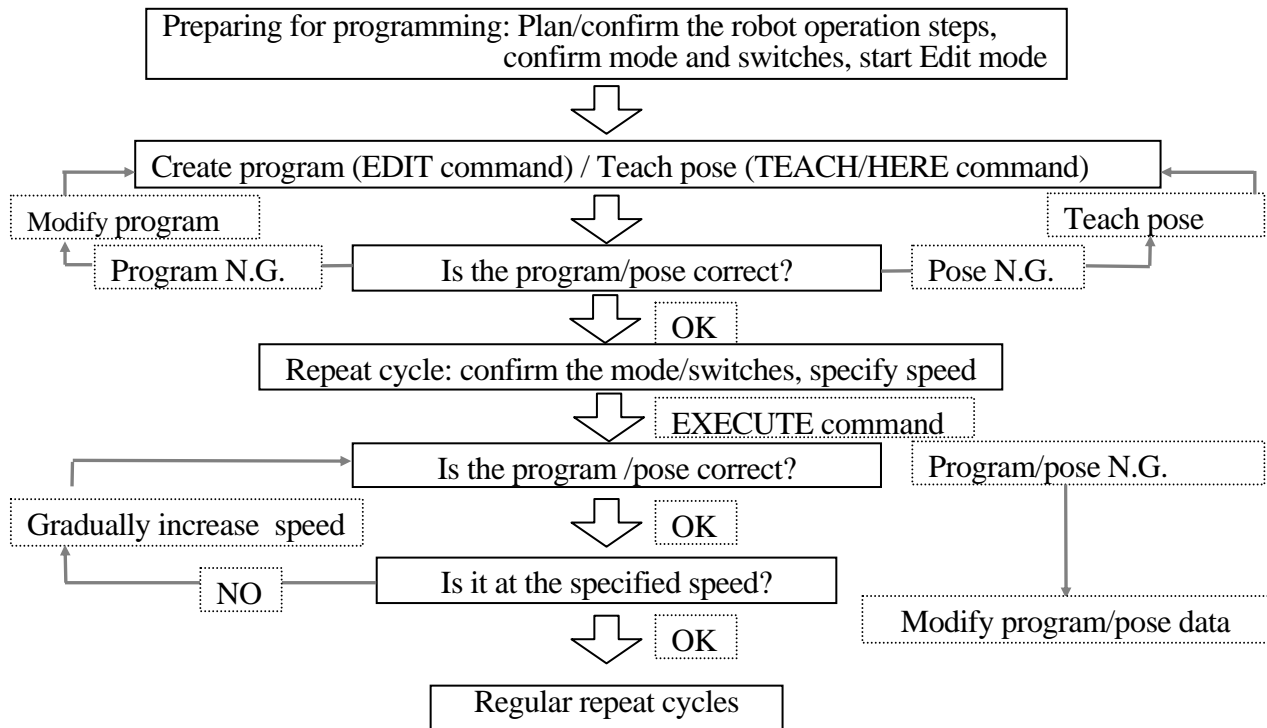 Preparing for programming: Plan/confirm the robot operation steps,
confirm mode and switches, start Edit mode
Create program (EDIT command) / Teach pose (TEACH/HERE command)
Modify program
Teach pose
Program N.G.
Is the program/pose correct?
Pose N.G.
OK
Repeat cycle: confirm the mode/switches, specify speed
EXECUTE command
Is the program /pose correct?
Program/pose N.G.
Gradually increase speed
OK
NO
Is it at the specified speed?
Modify program/pose data
OK
Regular repeat cycles